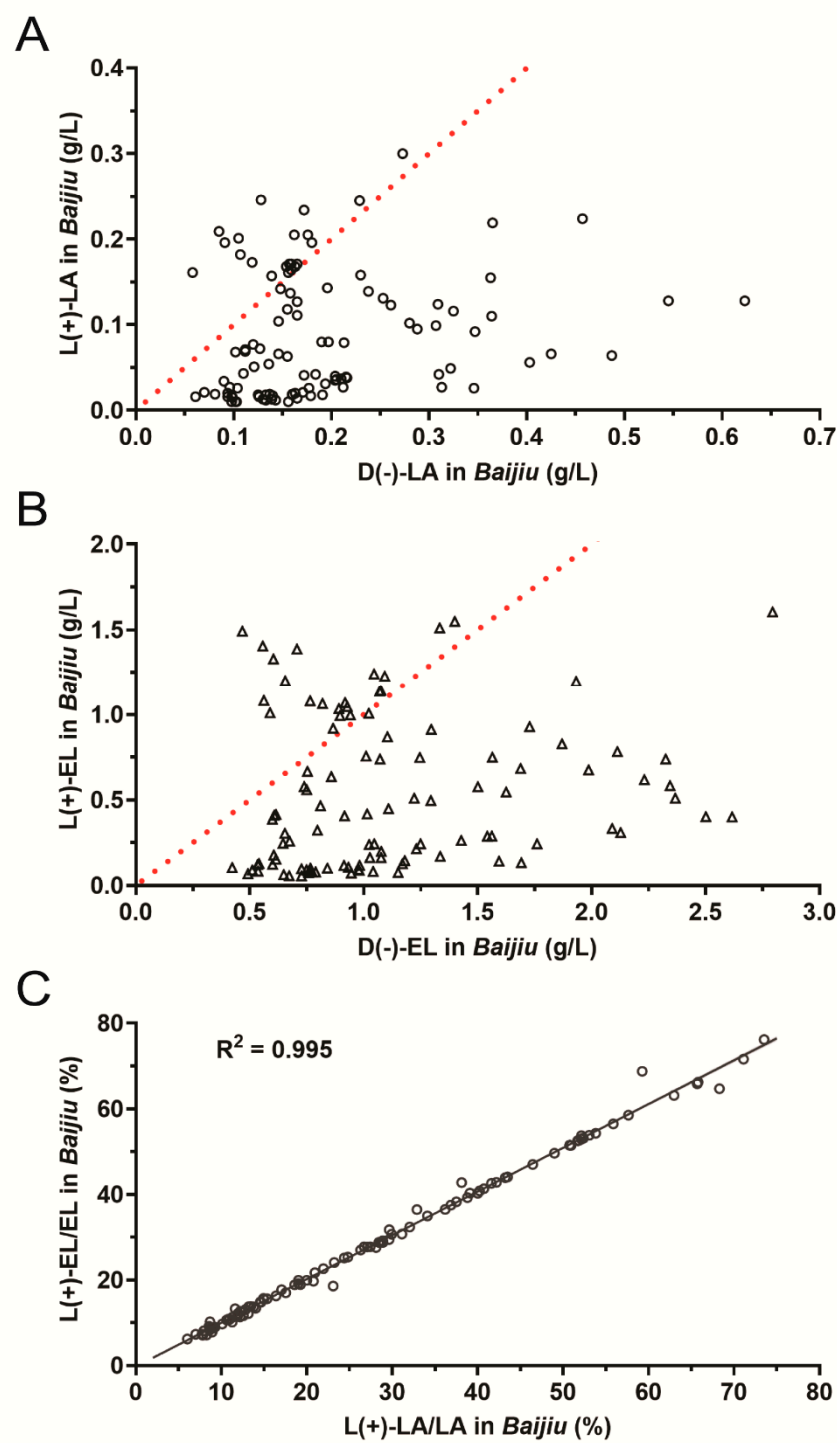 A
0.4
0.3
0.2
0.1
0.0
L(+)-LA in Baijiu (g/L)
0.0 0.1 0.2 0.3 0.4 0.5 0.6 0.7
D(-)-LA in Baijiu (g/L)
B
2.0
1.5
1.0
0.5
0.0
L(+)-EL in Baijiu (g/L)
0.0 0.5 1.0 1.5 2.0 2.5 3.0
D(-)-EL in Baijiu (g/L)
C
R² = 0.995
80
60
40
20
0
L(+)-EL/EL in Baijiu (%)
0 10 20 30 40 50 60 70 80
L(+)-LA/LA in Baijiu (%)